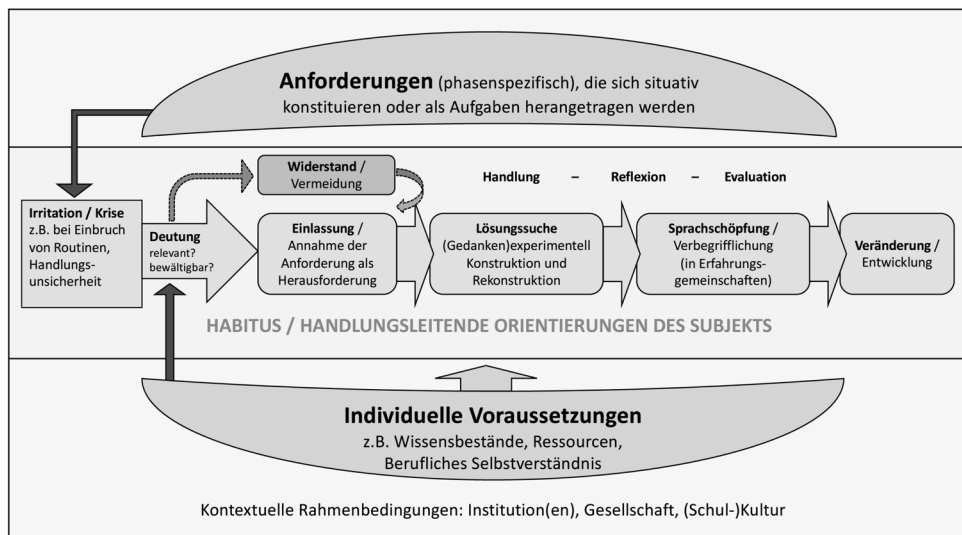 Anforderungen (phasenspezifisch), die sich situativ
konstituieren oder als Aufgaben herangetragen werden
Widerstand /
Vermeidung
Handlung – Reflexion – Evaluation
Irritation / Krise
z.B. bei Einbruch
von Routinen,
Handlungs-
unsicherheit
Deutung
relevant?
bewältigbar?
Einlassung /
Annahme der
Anforderung als
Herausforderung
Lösungssuche
(Gedanken)experimentell
Konstruktion und
Rekonstruktion
Sprachschöpfung /
Verbegrifflichung
(in Erfahrungs-
gemeinschaften)
Veränderung /
Entwicklung
HABITUS / HANDLUNGSLEITENDE ORIENTIERUNGEN DES SUBJEKTS
Individuelle Voraussetzungen
z.B. Wissensbestände, Ressourcen,
Berufliches Selbstverständnis
Kontextuelle Rahmenbedingungen: Institution(en), Gesellschaft, (Schul-)Kultur